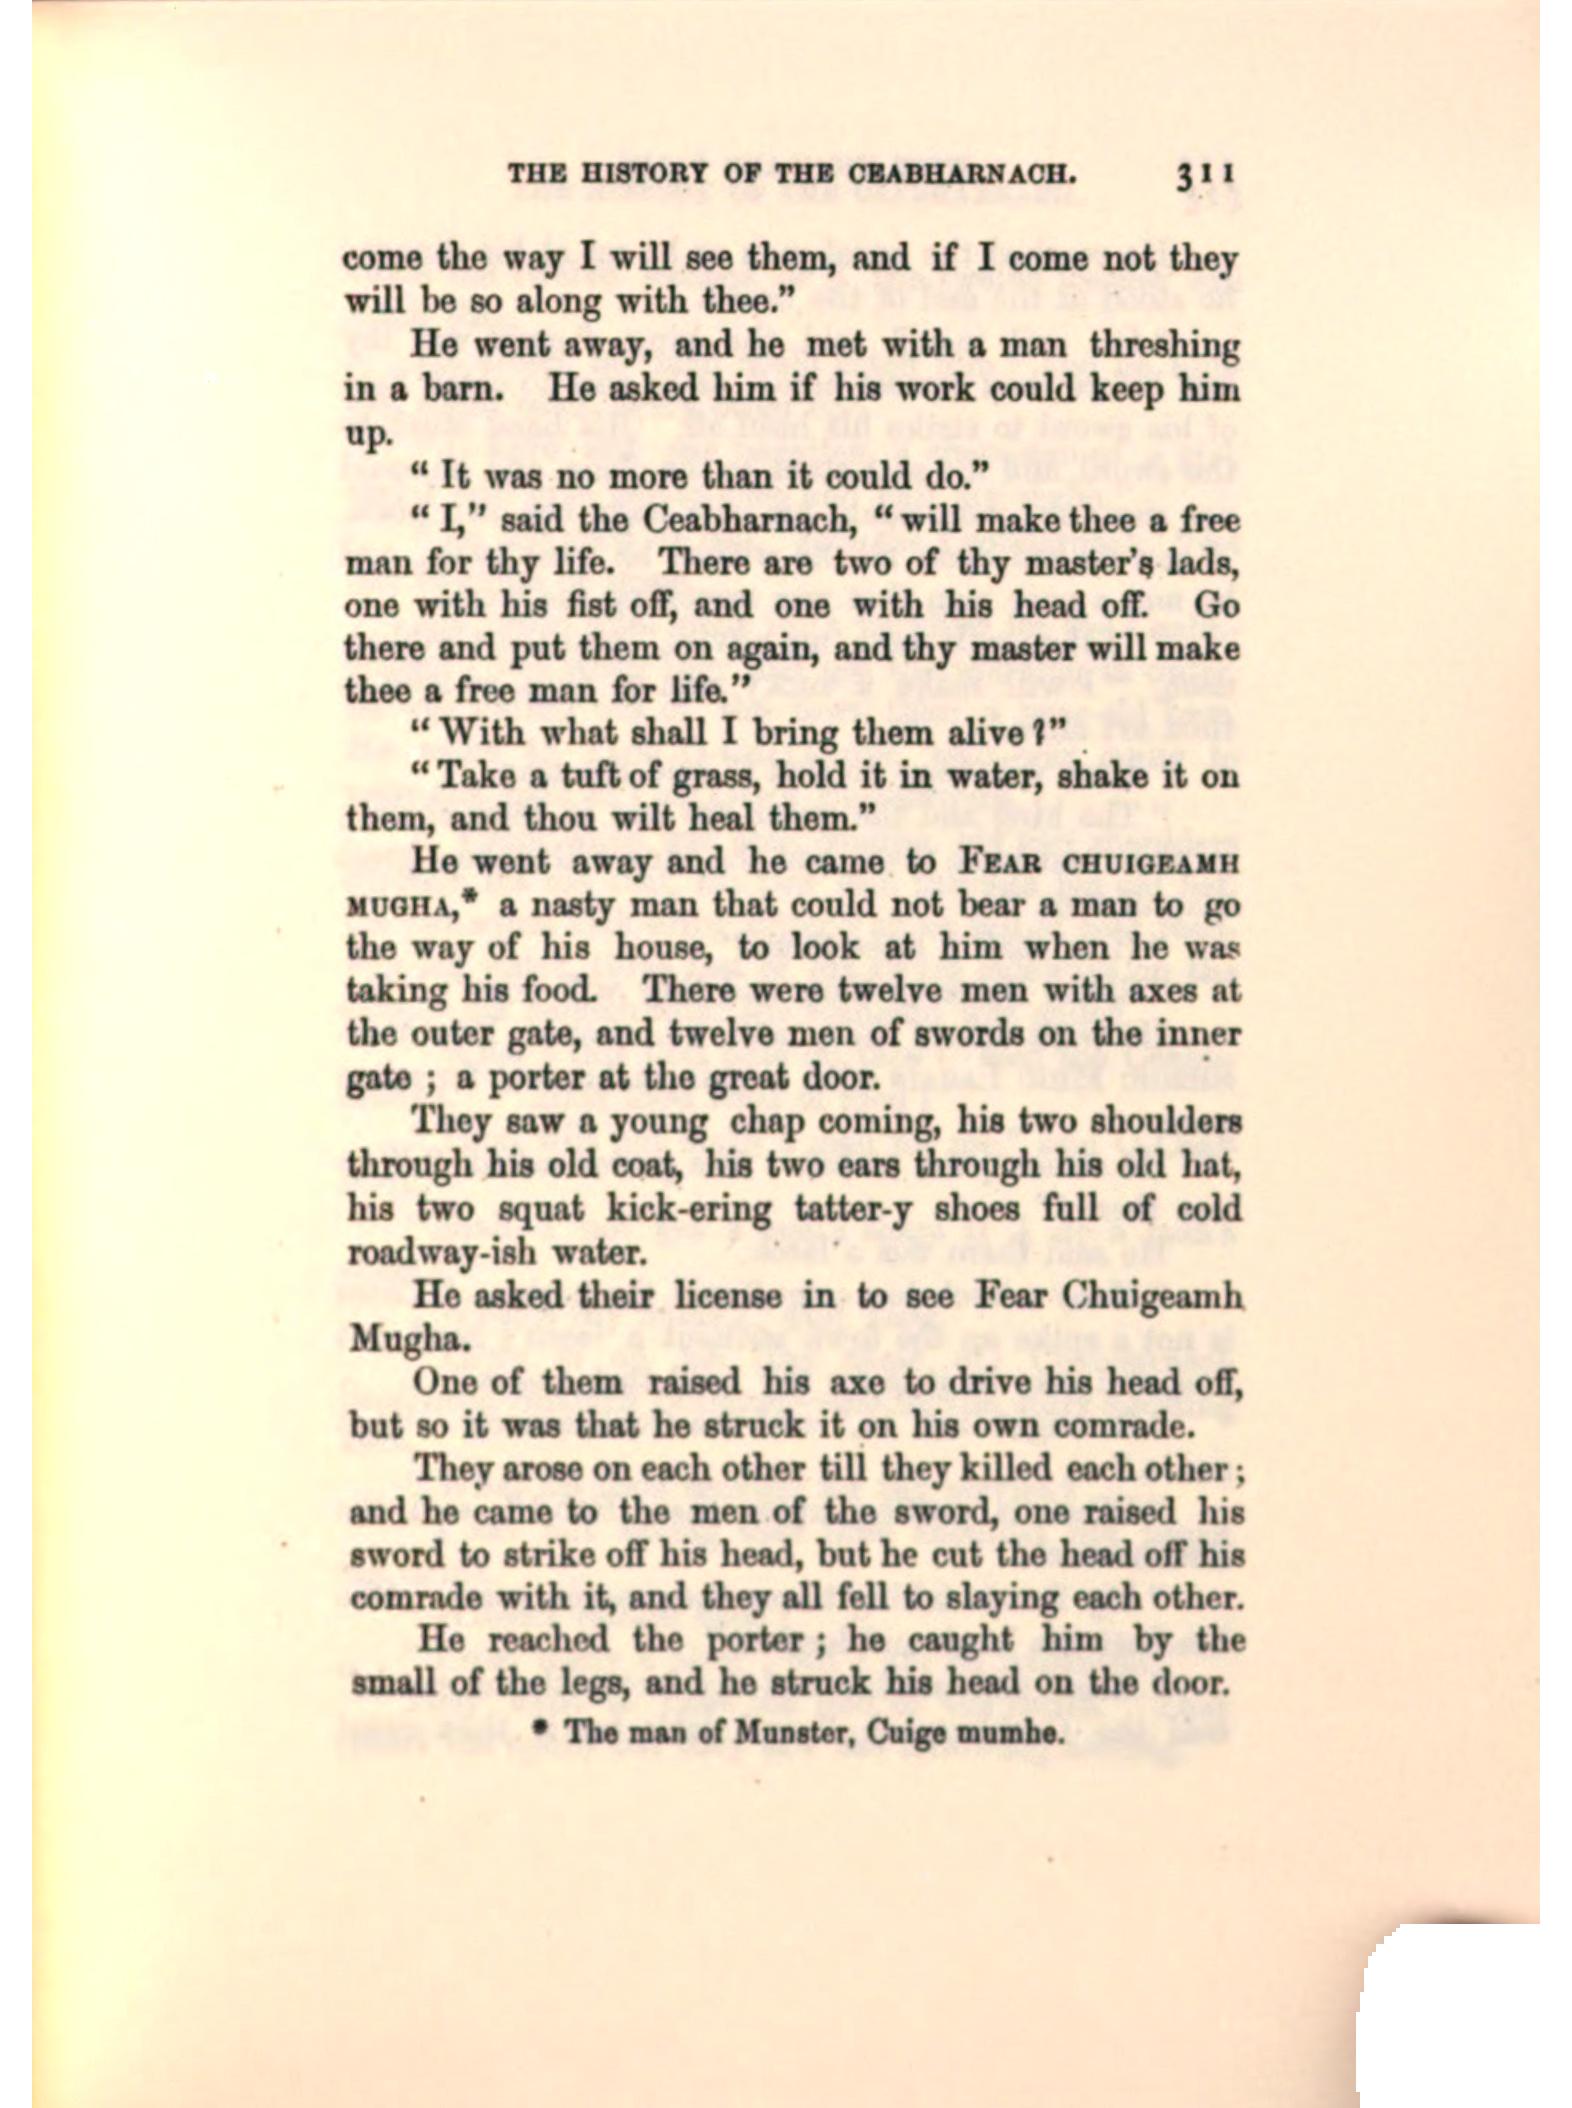 THE HISTORY OF THE CEABHARNACH. 311
come the way I will see them, and if I come not they
will be so along with thee."
He went away, and he met with a man threshing
in a barn. He asked him if his work could keep him
up.
"It was no more than it could do."
"I," said the Ceabharnach, "will make thee a free
man for thy life. There are two of thy master's lads,
one with his fist off, and one with his head off. Go
there and put them on again, and thy master will make
thee a free man for life."
"With what shall I bring them alive?"
"Take a tuft of grass, hold it in water, shake it on
them, and thou wilt heal them."
He went away and he came to FEAR CHUIGEAMH
MUGHA,* a nasty man that could not bear a man to go
the way of his house, to look at him when he was
taking his food. There were twelve men with axes at
the outer gate, and twelve men of swords on the inner
gate ; a porter at the great door.
They saw a young chap coming, his two shoulders
through his old coat, his two ears through his old hat,
his two squat kick-ering tatter-y shoes full of cold
roadway-ish water.
He asked their license in to see Fear Chuigeamh
Mugha.
One of them raised his axe to drive his head off,
but so it was that he struck it on his own comrade.
They arose on each other till they killed each other ;
and he came to the men of the sword, one raised his
sword to strike off his head, but he cut the head off his
comrade with it, and they all fell to slaying each other.
He reached the porter ; he caught him by the
small of the legs, and he struck his head on the door.
* The man of Munster, Cuige mumhe.